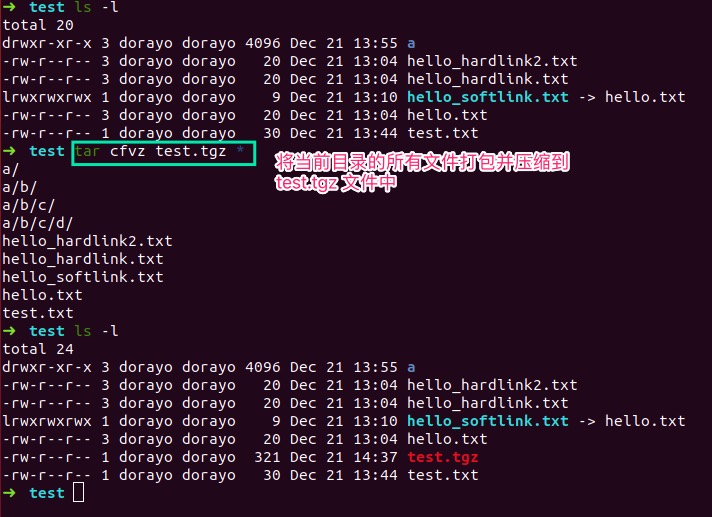 ➜ test ls -l
total 20
drwxr-xr-x 3 dorayo dorayo 4096 Dec 21 13:55 a
-rw-r--r-- 3 dorayo dorayo 20 Dec 21 13:04 hello_hardlink2.txt
-rw-r--r-- 3 dorayo dorayo 20 Dec 21 13:04 hello_hardlink.txt
lrwxrwxrwx 1 dorayo dorayo 9 Dec 21 13:10 hello_softlink.txt -> hello.txt
-rw-r--r-- 3 dorayo dorayo 20 Dec 21 13:04 hello.txt
-rw-r--r-- 1 dorayo dorayo 30 Dec 21 13:44 test.txt
➜ test tar cfvz test.tgz *
将当前目录的所有文件打包并压缩到
test.tgz 文件中
a/
a/b/
a/b/c/
a/b/c/d/
hello_hardlink2.txt
hello_hardlink.txt
hello_softlink.txt
hello.txt
test.txt
➜ test ls -l
total 24
drwxr-xr-x 3 dorayo dorayo 4096 Dec 21 13:55 a
-rw-r--r-- 3 dorayo dorayo 20 Dec 21 13:04 hello_hardlink2.txt
-rw-r--r-- 3 dorayo dorayo 20 Dec 21 13:04 hello_hardlink.txt
lrwxrwxrwx 1 dorayo dorayo 9 Dec 21 13:10 hello_softlink.txt -> hello.txt
-rw-r--r-- 3 dorayo dorayo 20 Dec 21 13:04 hello.txt
-rw-r--r-- 1 dorayo dorayo 321 Dec 21 14:37 test.tgz
-rw-r--r-- 1 dorayo dorayo 30 Dec 21 13:44 test.txt
➜ test